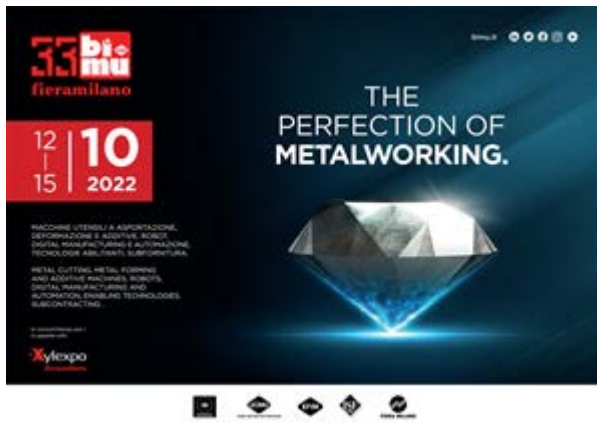 33 bi-mu
fieramilano
bimu.it
12
15
10
2022
THE
PERFECTION OF
METALWORKING.
MACCHINE UTENSILI A ASPORTAZIONE,
DEFORMAZIONE E ADDITIVE, ROBOT,
DIGITAL MANUFACTURING E AUTOMAZIONE,
TECNOLOGIE ABILITANTI, SUBFORNITURA.
METAL CUTTING, METAL FORMING
AND ADDITIVE MACHINES, ROBOTS,
DIGITAL MANUFACTURING AND
AUTOMATION, ENABLING TECHNOLOGIES,
SUBCONTRACTING.
Xylexpo
FIERA MILANO